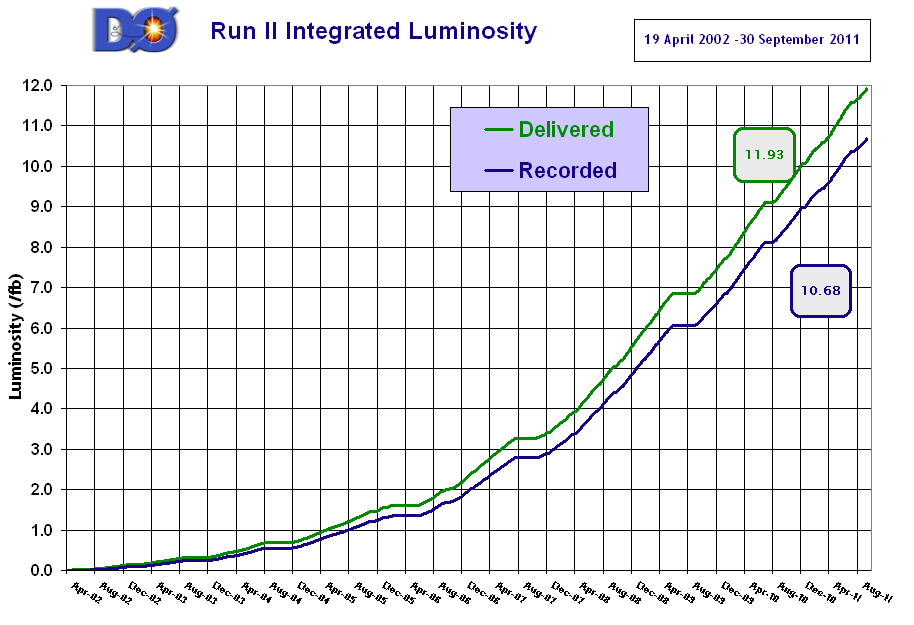 DØ
Run II Integrated Luminosity
19 April 2002 -30 September 2011
Delivered
Recorded
11.93
10.68
Luminosity (/fb)
12.0
11.0
10.0
9.0
8.0
7.0
6.0
5.0
4.0
3.0
2.0
1.0
0.0
Apr-02 Aug-02 Dec-02 Apr-03 Aug-03 Dec-03 Apr-04 Aug-04 Dec-04 Apr-05 Aug-05 Dec-05 Apr-06 Aug-06 Dec-06 Apr-07 Aug-07 Dec-07 Apr-08 Aug-08 Dec-08 Apr-09 Aug-09 Dec-09 Apr-10 Aug-10 Dec-10 Apr-11 Aug-11